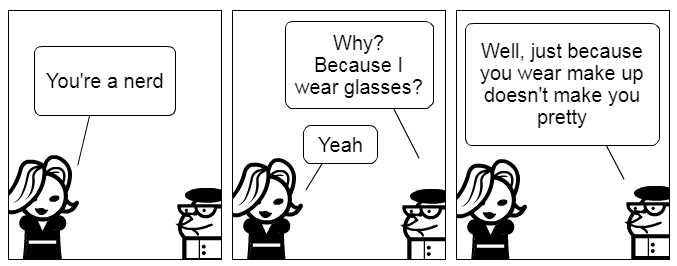 You're a nerd
Why?
Because I
wear glasses?
Yeah
Well, just because
you wear make up
doesn't make you
pretty